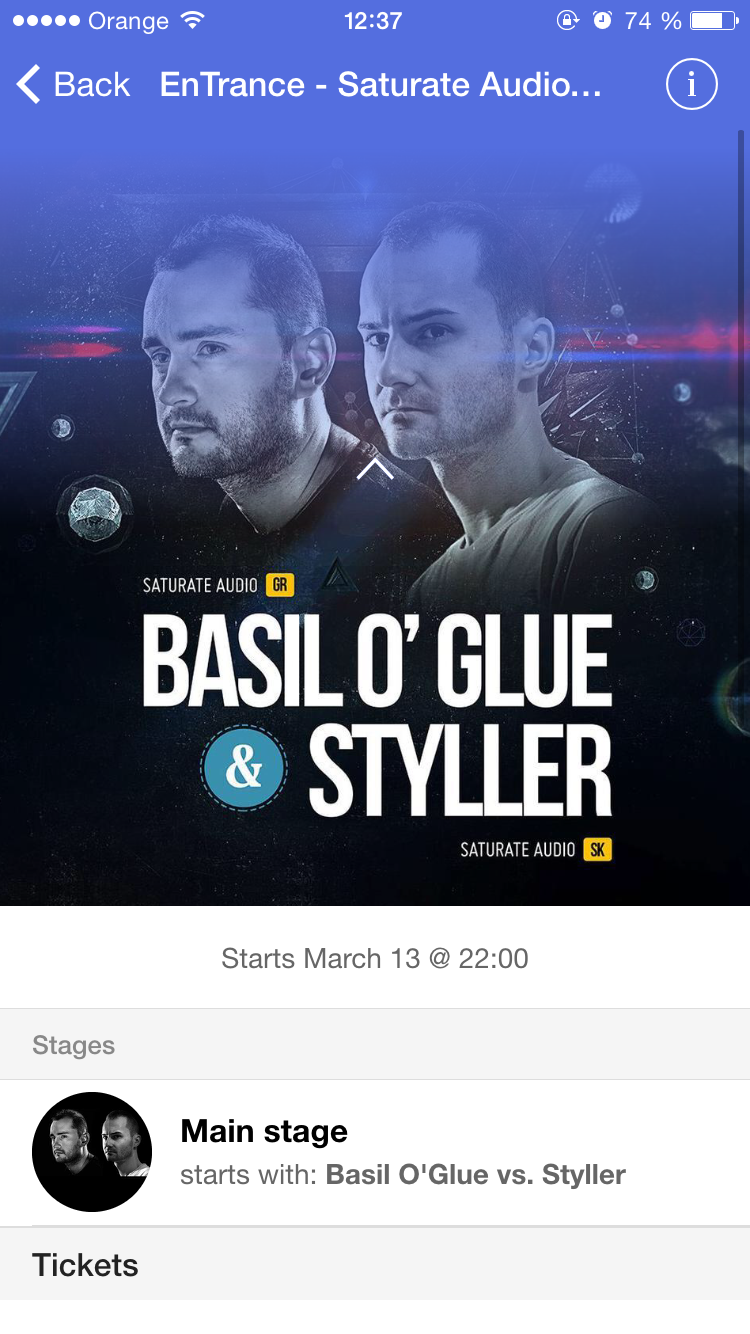 Orange 12:37 74 %
Back EnTrance - Saturate Audio... i
SATURATE AUDIO GR
BASIL O’ GLUE
& STYLLER
SATURATE AUDIO SK
Starts March 13 @ 22:00
Stages
Main stage
starts with: Basil O'Glue vs. Styller
Tickets